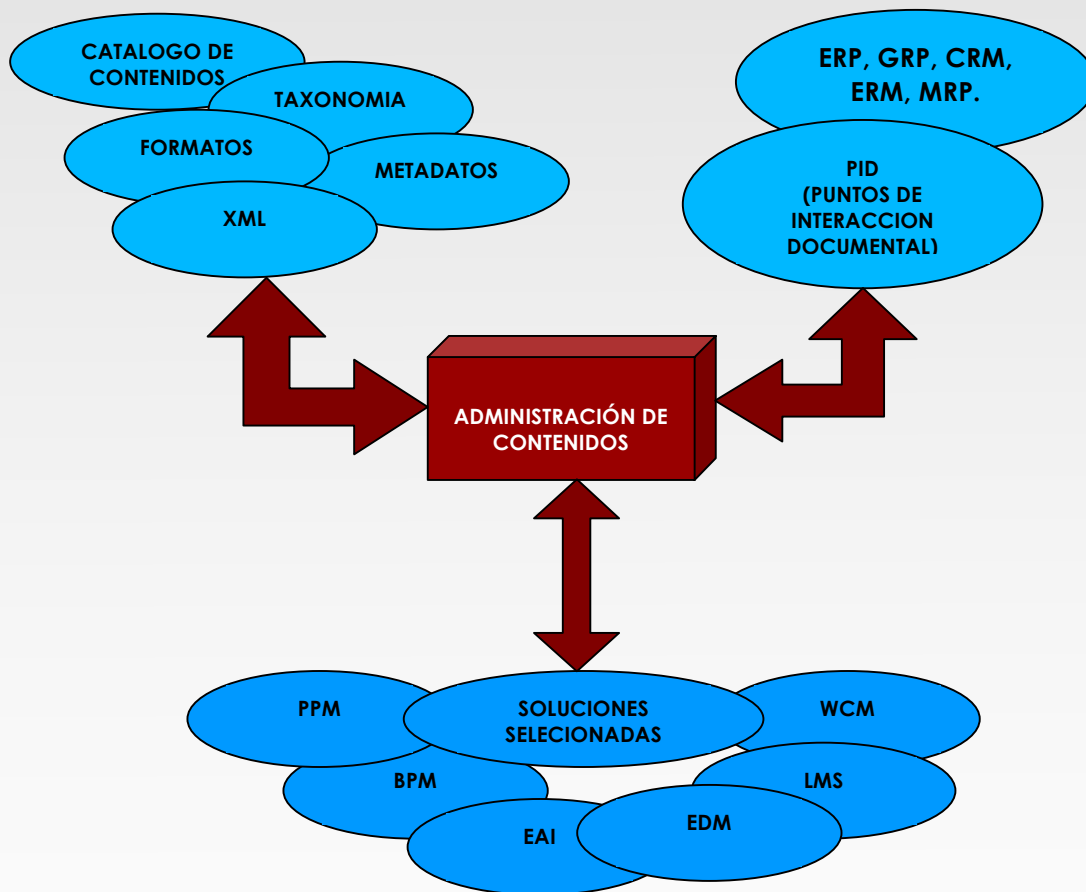 CATALOGO DE
CONTENIDOS
TAXONOMIA
FORMATOS
METADATOS
XML
ERP, GRP, CRM,
ERM, MRP.
PID
(PUNTOS DE
INTERACCION
DOCUMENTAL)
ADMINISTRACIÓN DE
CONTENIDOS
PPM
SOLUCIONES
SELECIONADAS
WCM
BPM
LMS
EAI
EDM